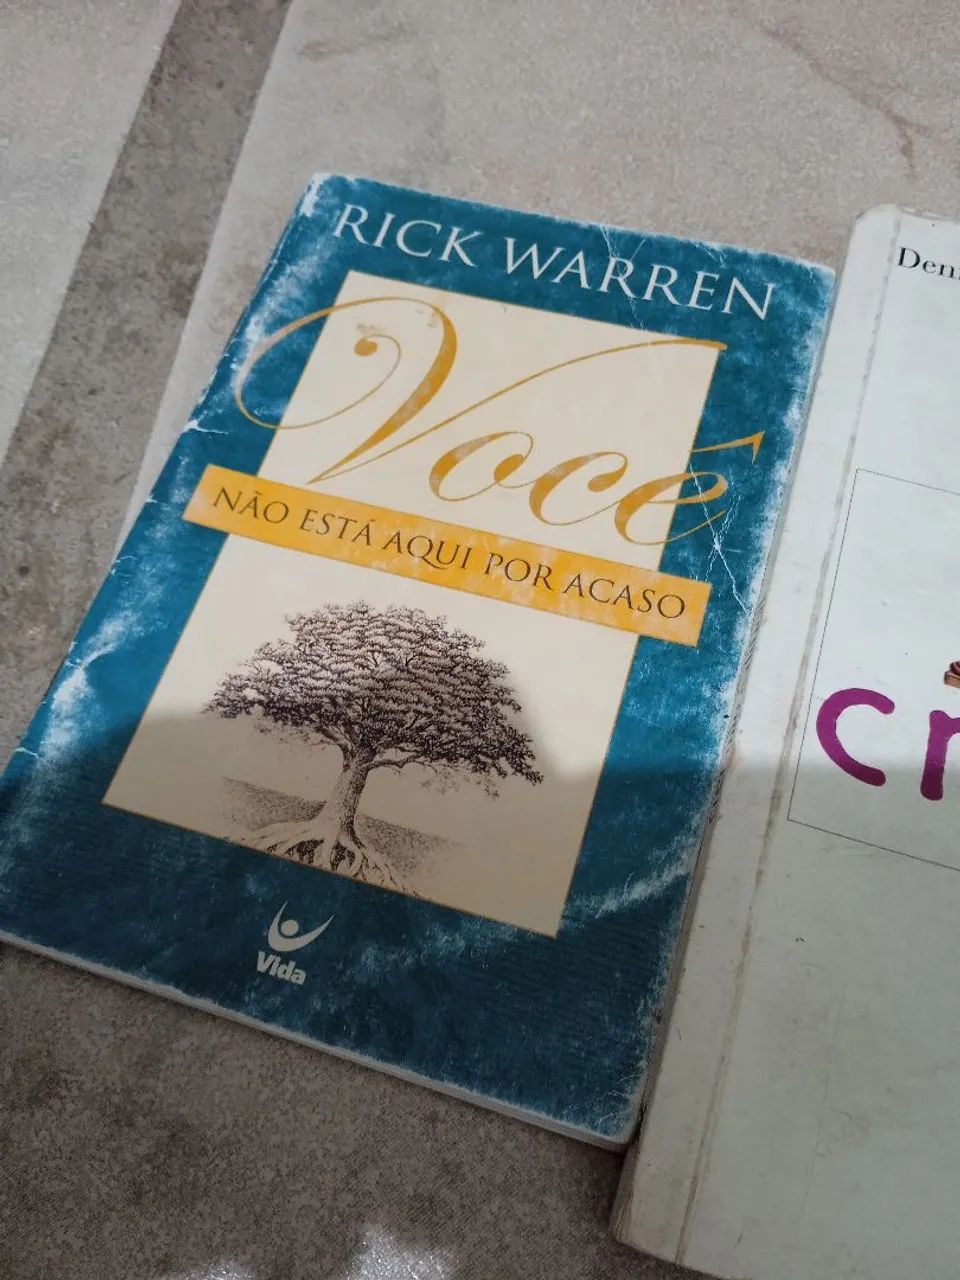 RICK WARREN
Você
NÃO ESTÁ AQUI POR ACASO
Vida